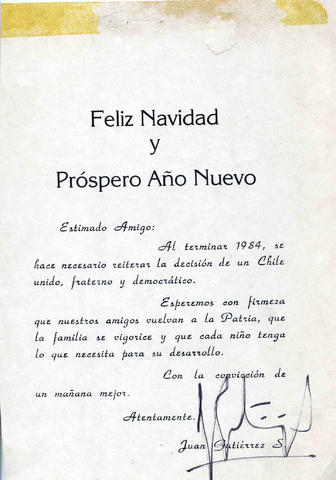 Feliz Navidad
y
Próspero Año Nuevo
Estimado Amigo:
Al terminar 1984, se
hace necesario reiterar la decisión de un Chile
unido, fraterno y democrático.
Esperemos con firmeza
que nuestros amigos vuelvan a la Patria, que
la familia se vigorice y que cada niño tenga
lo que necesita para su desarrollo.
Con la convicción de
un mañana mejor.
Atentamente.
Juan Gutiérrez S.